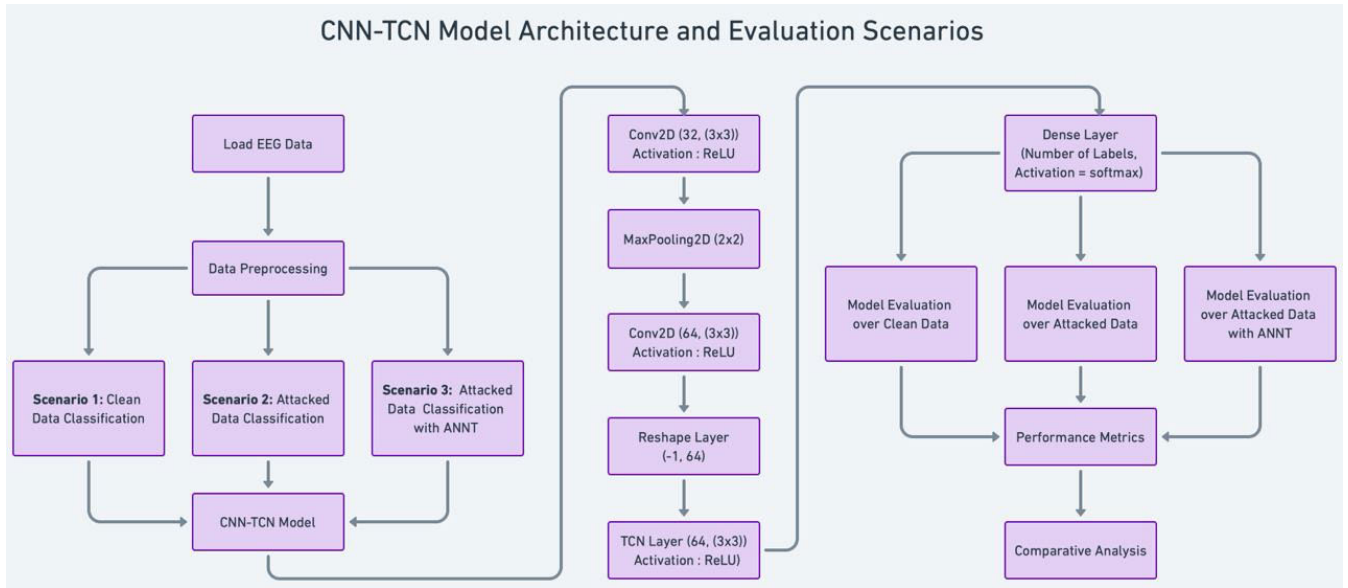 CNN-TCN Model Architecture and Evaluation Scenarios
Load EEG Data
Data Preprocessing
Scenario 1: Clean
Data Classification
Scenario 2: Attacked
Data Classification
Scenario 3: Attacked
Data Classification
with ANNT
CNN-TCN Model
Conv2D (32, (3x3))
Activation : ReLU
MaxPooling2D (2x2)
Conv2D (64, (3x3))
Activation : ReLU
Reshape Layer
(-1, 64)
TCN Layer (64, (3x3))
Activation : ReLU)
Dense Layer
(Number of Labels,
Activation = softmax)
Model Evaluation
over Clean Data
Model Evaluation
over Attacked Data
Model Evaluation
over Attacked Data
with ANNT
Performance Metrics
Comparative Analysis